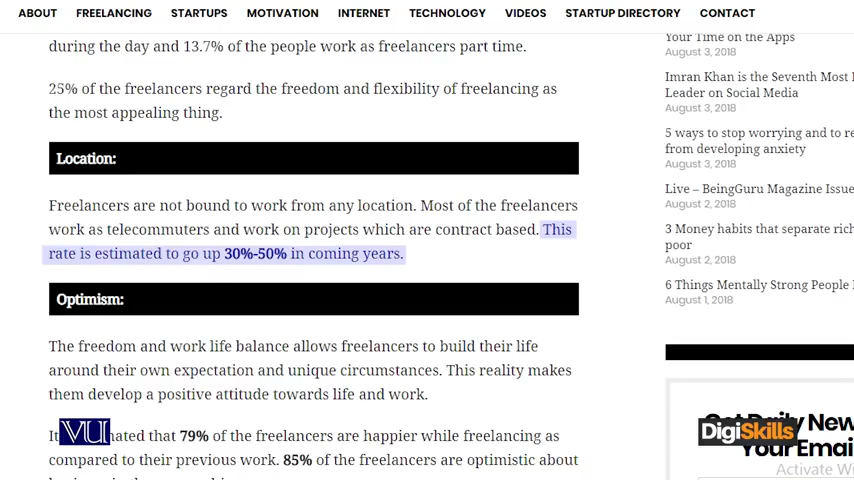 ABOUT FREELANCING STARTUPS MOTIVATION INTERNET TECHNOLOGY VIDEOS STARTUP DIRECTORY CONTACT
during the day and 13.7% of the people work as freelancers part time.
25% of the freelancers regard the freedom and flexibility of freelancing as
the most appealing thing.
Location:
Freelancers are not bound to work from any location. Most of the freelancers
work as telecommuters and work on projects which are contract based. This
rate is estimated to go up 30%-50% in coming years.
Optimism:
The freedom and work life balance allows freelancers to build their life
around their own expectation and unique circumstances. This reality makes
them develop a positive attitude towards life and work.
It VU nated that 79% of the freelancers are happier while freelancing as
compared to their previous work. 85% of the freelancers are optimistic about
Your Time on the Apps
August 3, 2018
Imran Khan is the Seventh Most
Leader on Social Media
August 3, 2018
5 ways to stop worrying and to re
from developing anxiety
August 3, 2018
Live – BeingGuru Magazine Issue
August 2, 2018
3 Money habits that separate rich
poor
August 2, 2018
6 Things Mentally Strong People
August 1, 2018
Get Daily New
DigiSkills
Your Email
Activate W